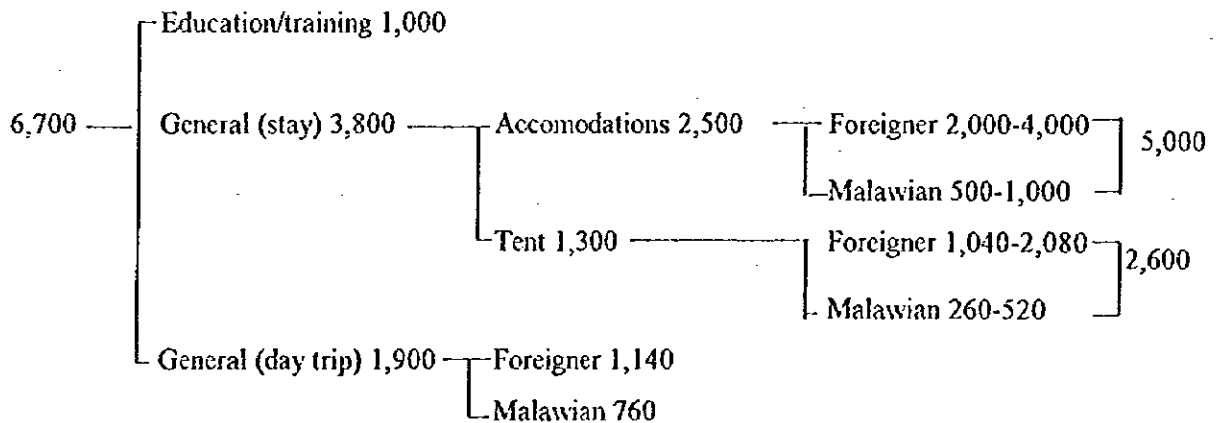 Education/training 1,000
6,700 General (stay) 3,800 Accomodations 2,500 Foreigner 2,000-4,000 5,000
Malawian 500-1,000
Tent 1,300 Foreigner 1,040-2,080 2,600
Malawian 260-520
General (day trip) 1,900 Foreigner 1,140
Malawian 760